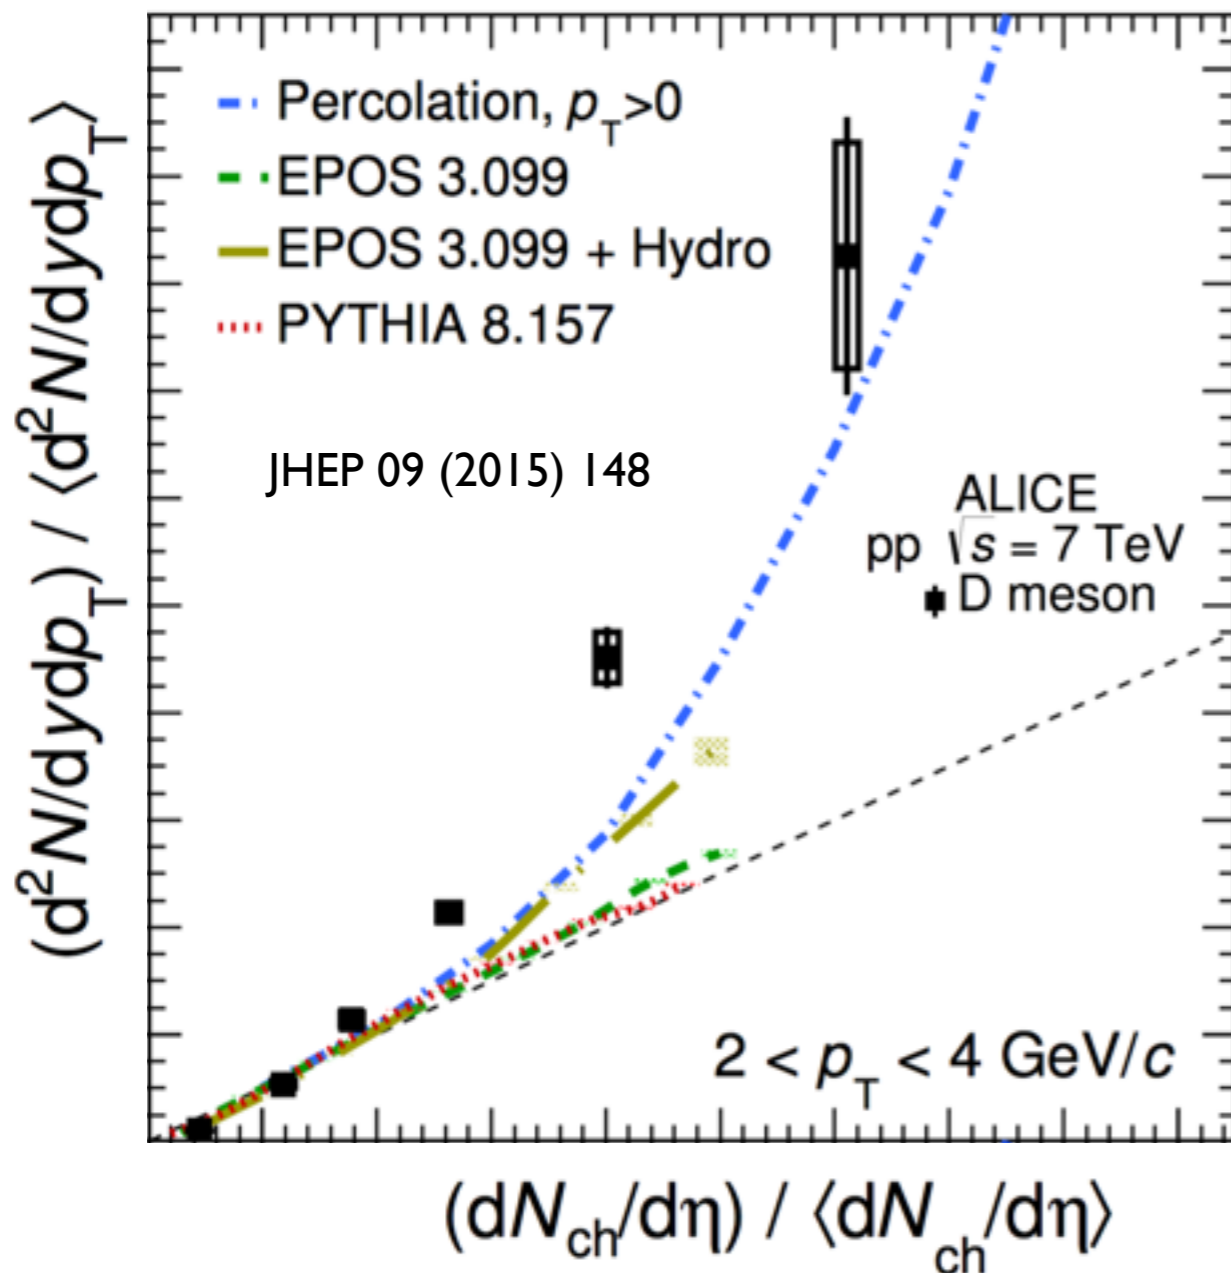 (d²N/dydp_T) / ⟨d²N/dydp_T⟩
Percolation, p_T>0
EPOS 3.099
EPOS 3.099 + Hydro
PYTHIA 8.157
JHEP 09 (2015) 148
ALICE
pp √s = 7 TeV
D meson
2 < p_T < 4 GeV/c
(dN_ch/dη) / ⟨dN_ch/dη⟩